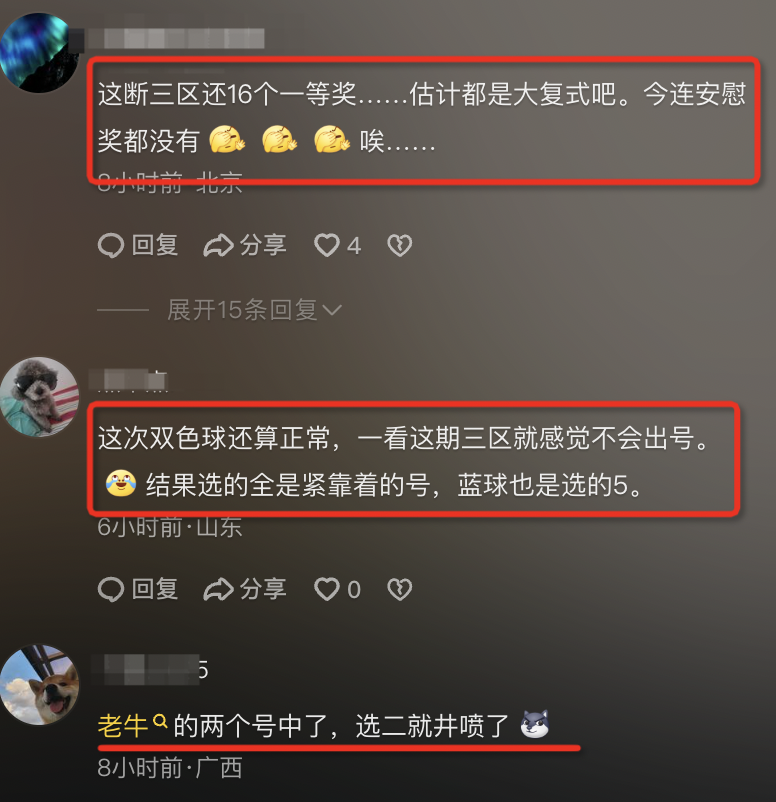 这断三区还16个一等奖……估计都是大复式吧。今连安慰
奖都没有 唉……
8小时前·北京
回复 分享 4
展开15条回复
这次双色球还算正常，一看这期三区就感觉不会出号。
结果选的全是紧靠着的号，蓝球也是选的5。
6小时前·山东
回复 分享 0
5
老牛的两个号中了，选二就井喷了
8小时前·广西